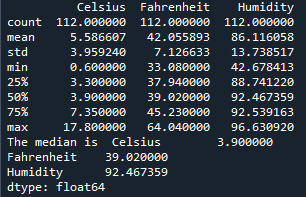 Celsius Fahrenheit Humidity
count 112.000000 112.000000 112.000000
mean 5.586607 42.055893 86.116058
std 3.959240 7.126633 13.738517
min 0.600000 33.080000 42.678413
25% 3.300000 37.940000 88.741220
50% 3.900000 39.020000 92.467359
75% 7.350000 45.230000 92.539163
max 17.800000 64.040000 96.630920
The median is Celsius 3.900000
Fahrenheit 39.020000
Humidity 92.467359
dtype: float64